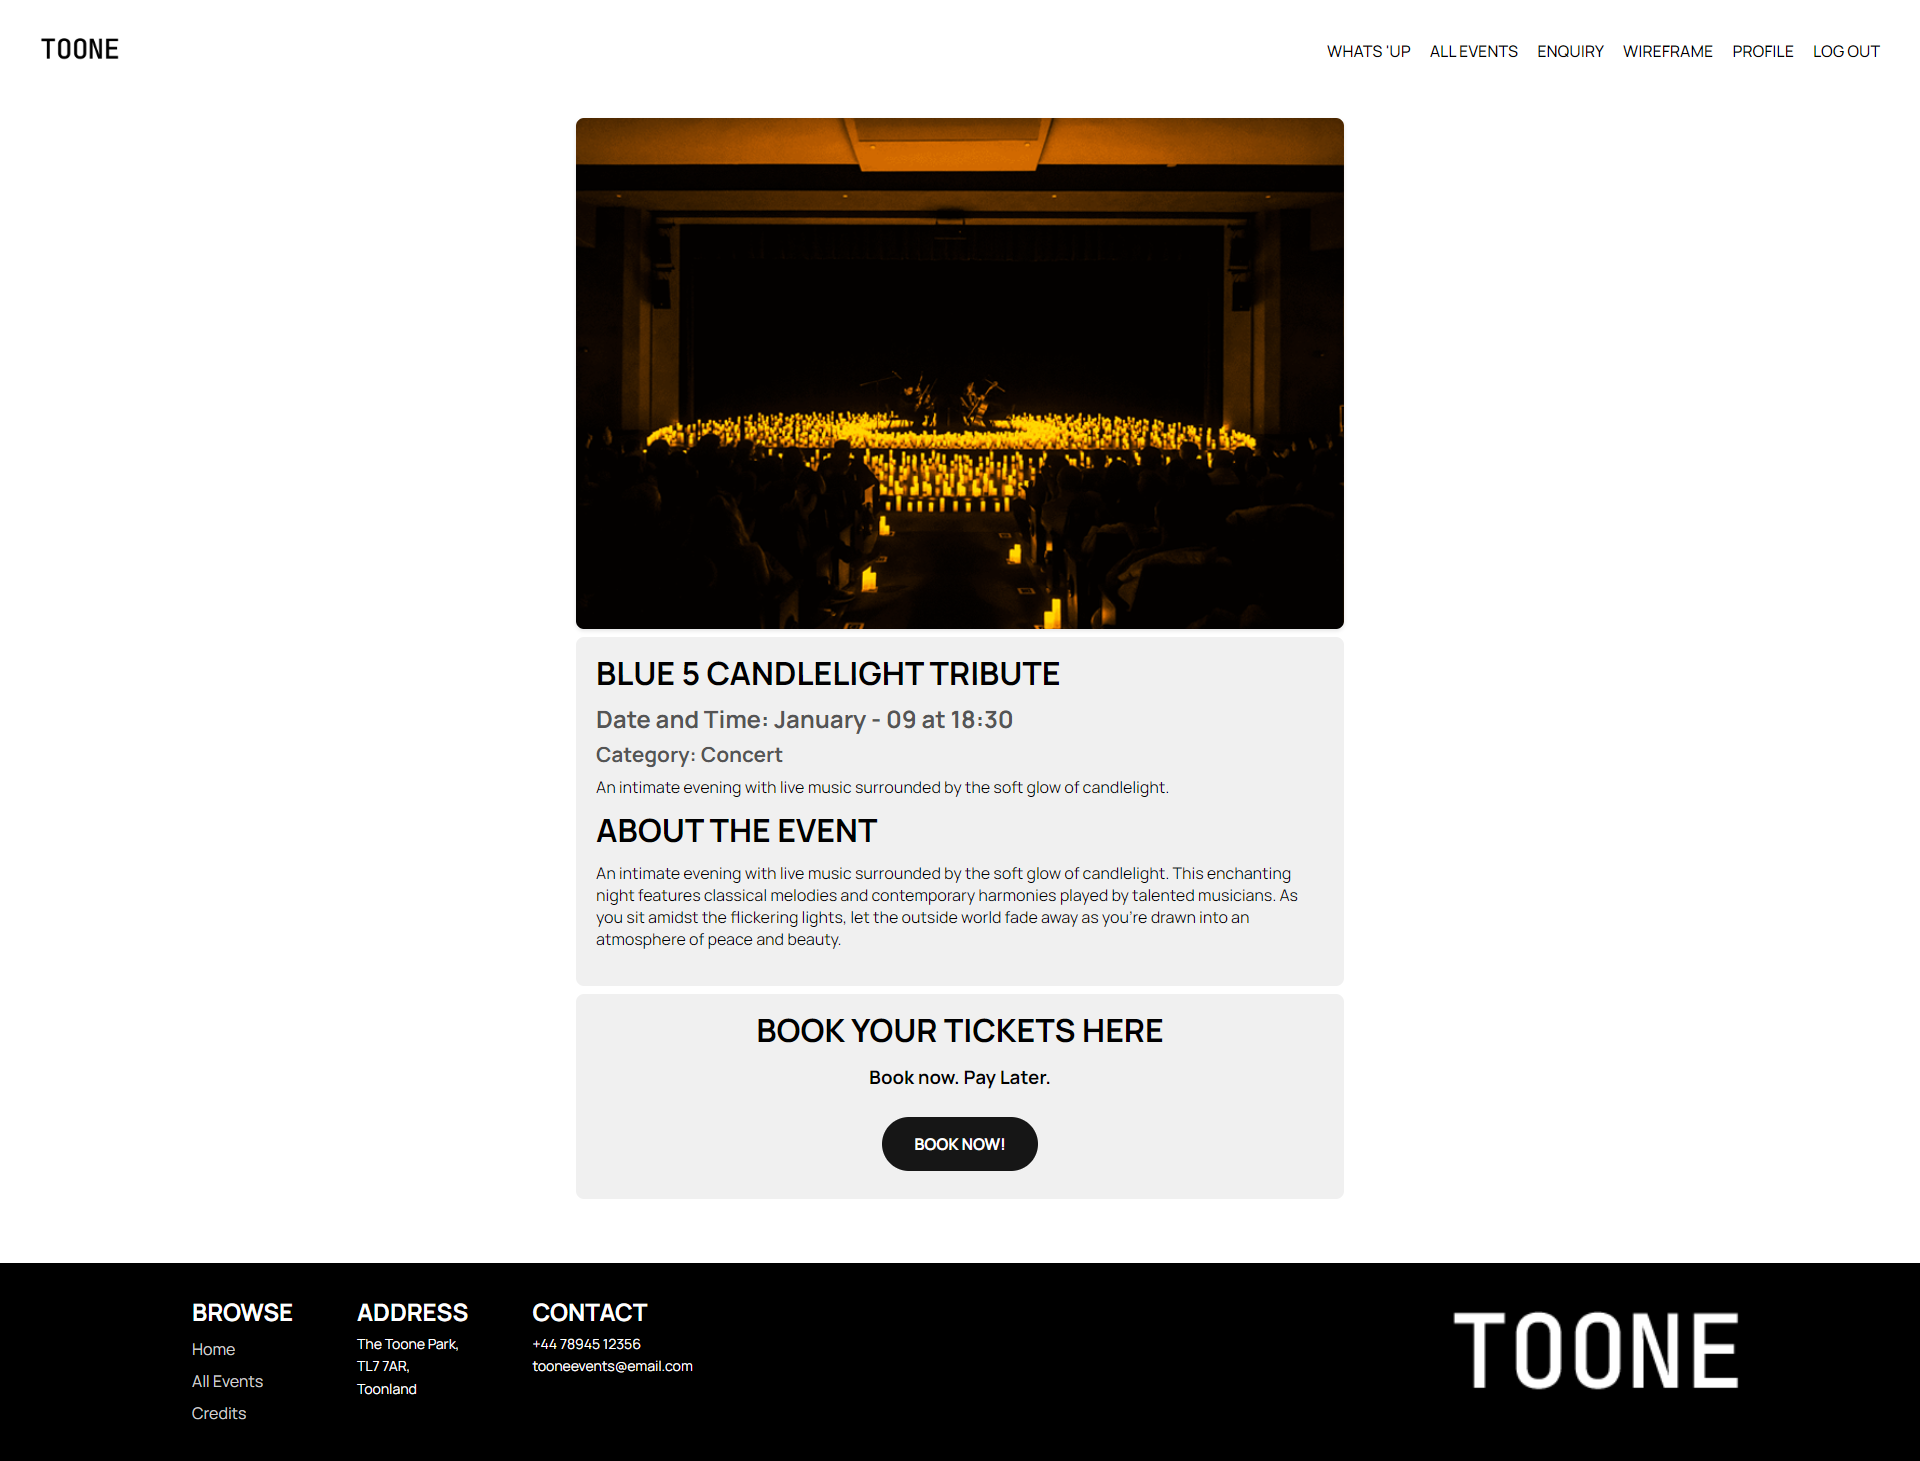 TOONE
WHATS 'UP ALL EVENTS ENQUIRY WIREFRAME PROFILE LOG OUT
BLUE 5 CANDLELIGHT TRIBUTE
Date and Time: January - 09 at 18:30
Category: Concert
An intimate evening with live music surrounded by the soft glow of candlelight.
ABOUT THE EVENT
An intimate evening with live music surrounded by the soft glow of candlelight. This enchanting
night features classical melodies and contemporary harmonies played by talented musicians. As
you sit amidst the flickering lights, let the outside world fade away as you're drawn into an
atmosphere of peace and beauty.
BOOK YOUR TICKETS HERE
Book now. Pay Later.
BOOK NOW!
BROWSE
Home
All Events
Credits
ADDRESS
The Toone Park,
TL7 7AR,
Toonland
CONTACT
+44 78945 12356
tooneevents@email.com
TOONE